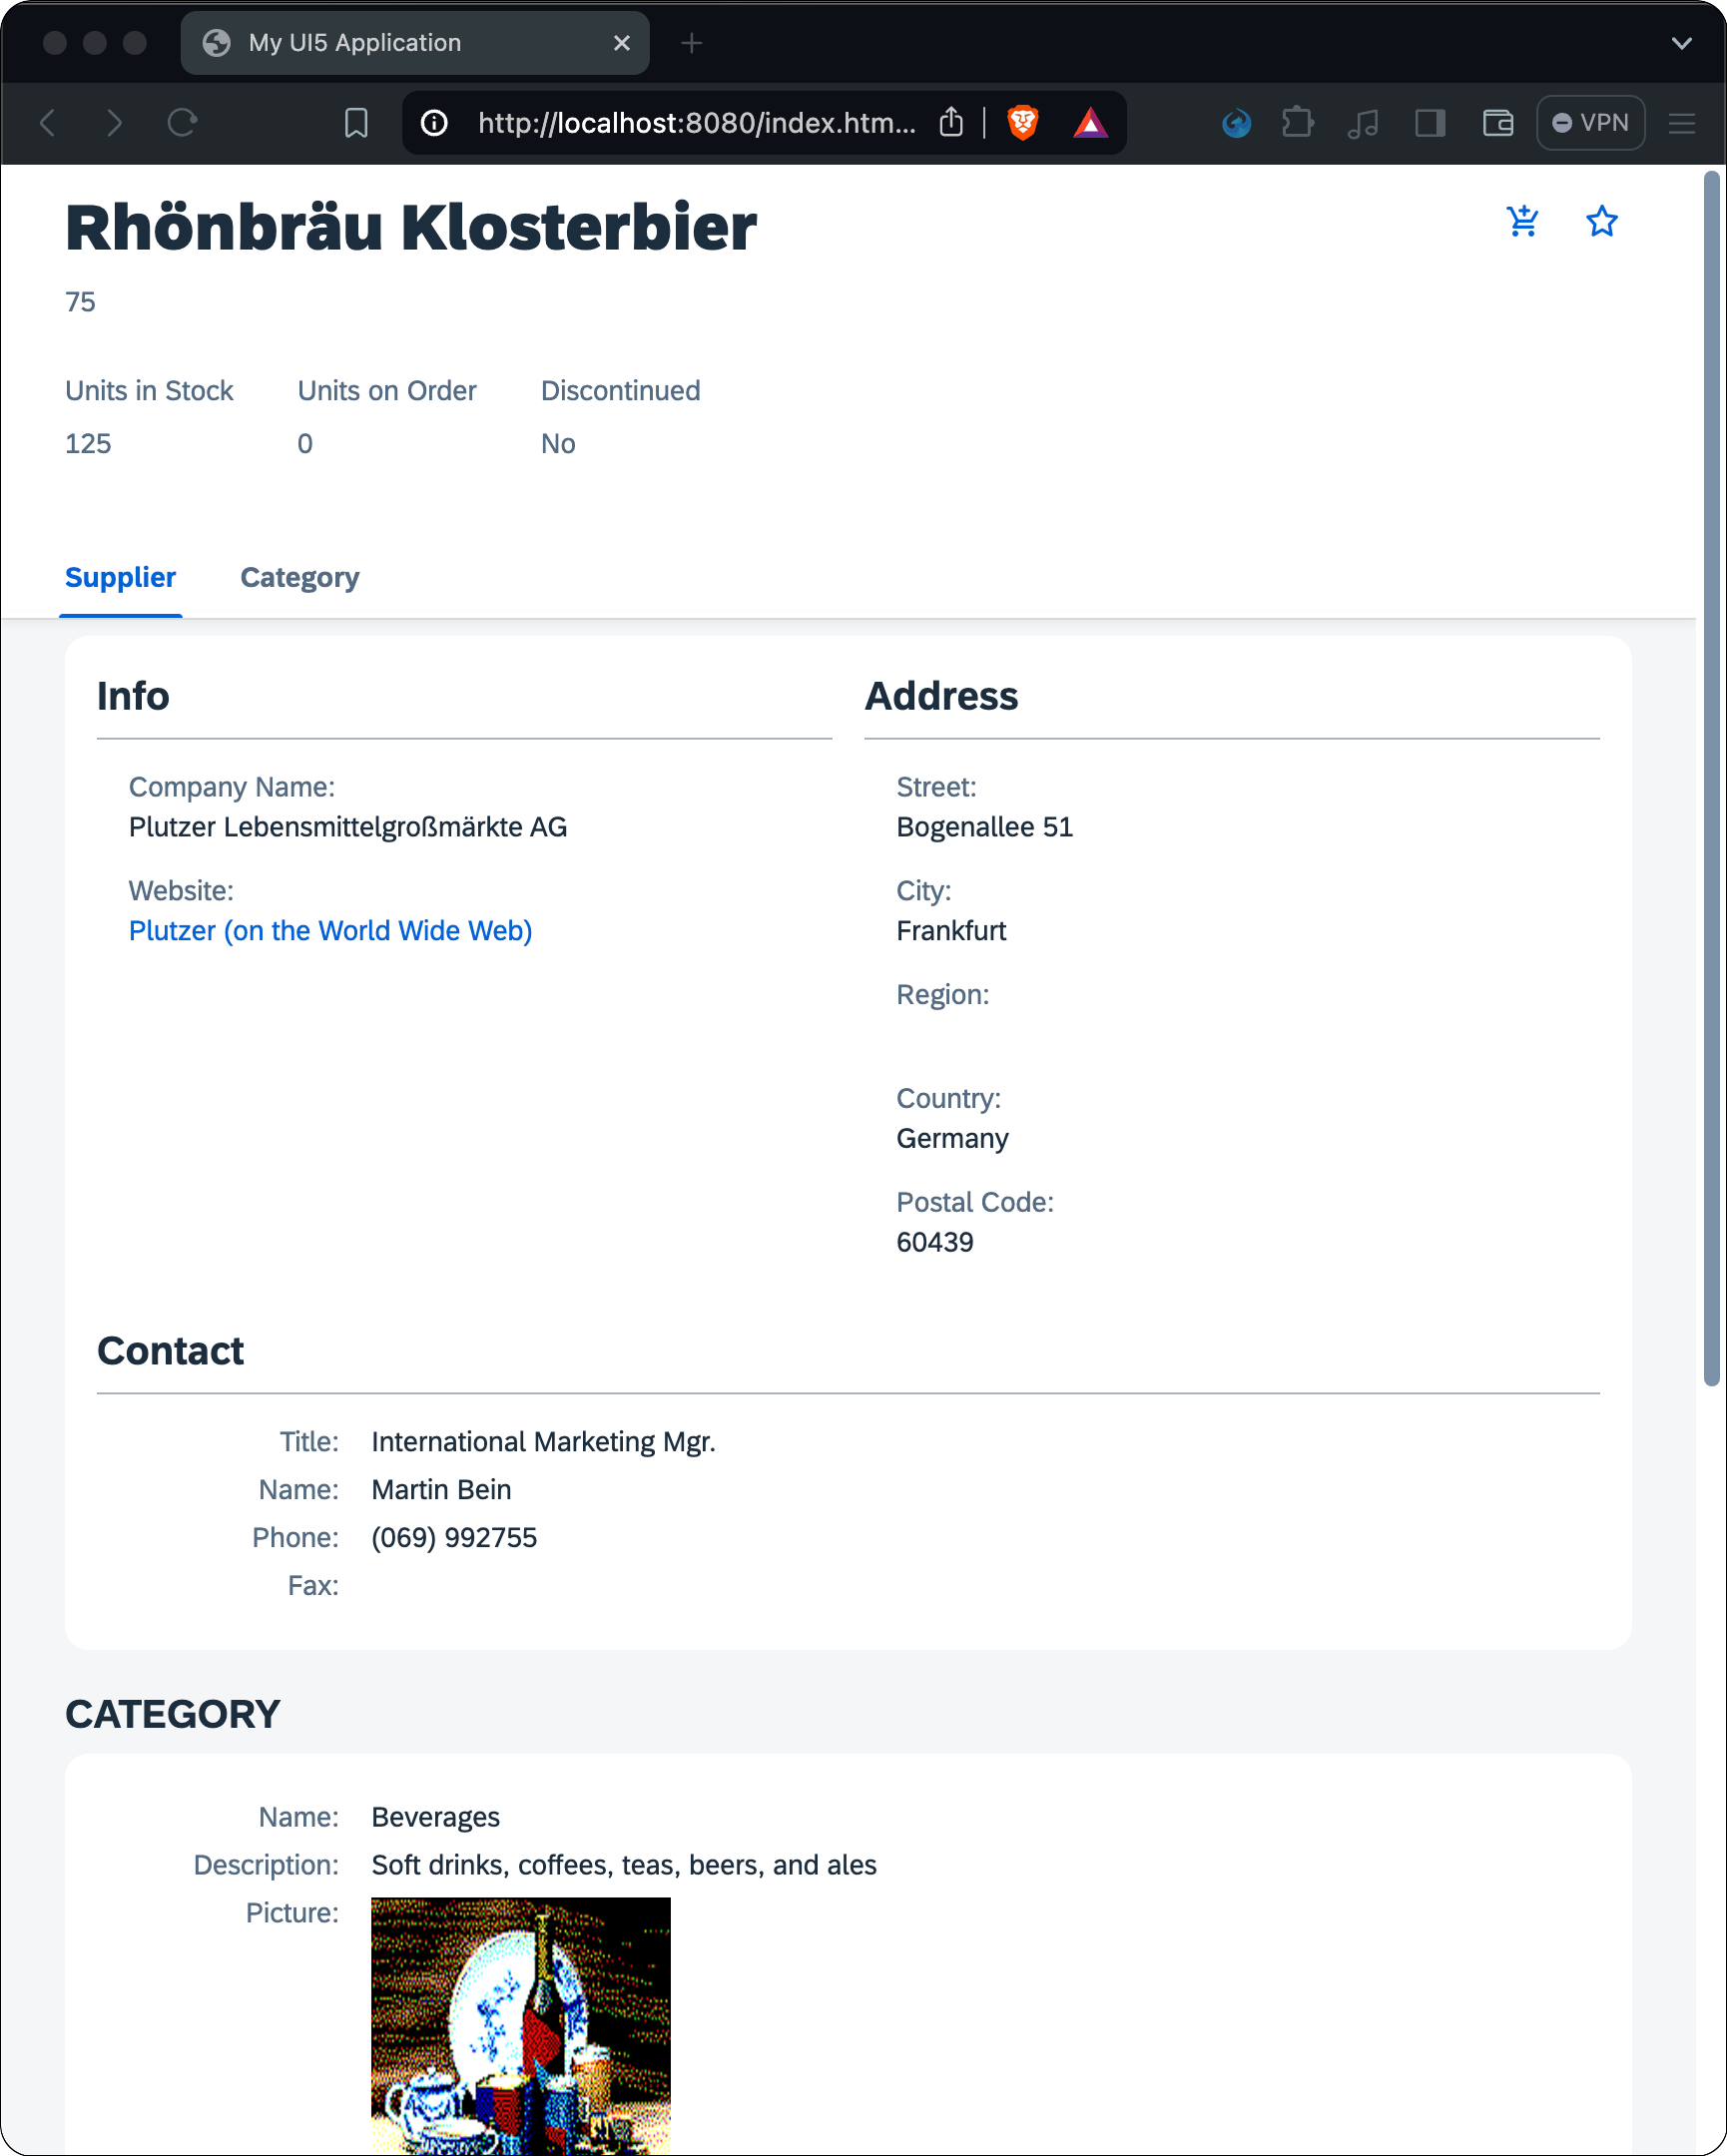 My UI5 Application
http://localhost:8080/index.htm...
VPN
Rhönbräu Klosterbier
75
Units in Stock
125
Units on Order
0
Discontinued
No
Supplier
Category
Info
Company Name:
Plutzer Lebensmittelgroßmärkte AG
Website:
Plutzer (on the World Wide Web)
Address
Street:
Bogenallee 51
City:
Frankfurt
Region:
Country:
Germany
Postal Code:
60439
Contact
Title: International Marketing Mgr.
Name: Martin Bein
Phone: (069) 992755
Fax:
CATEGORY
Name: Beverages
Description: Soft drinks, coffees, teas, beers, and ales
Picture: